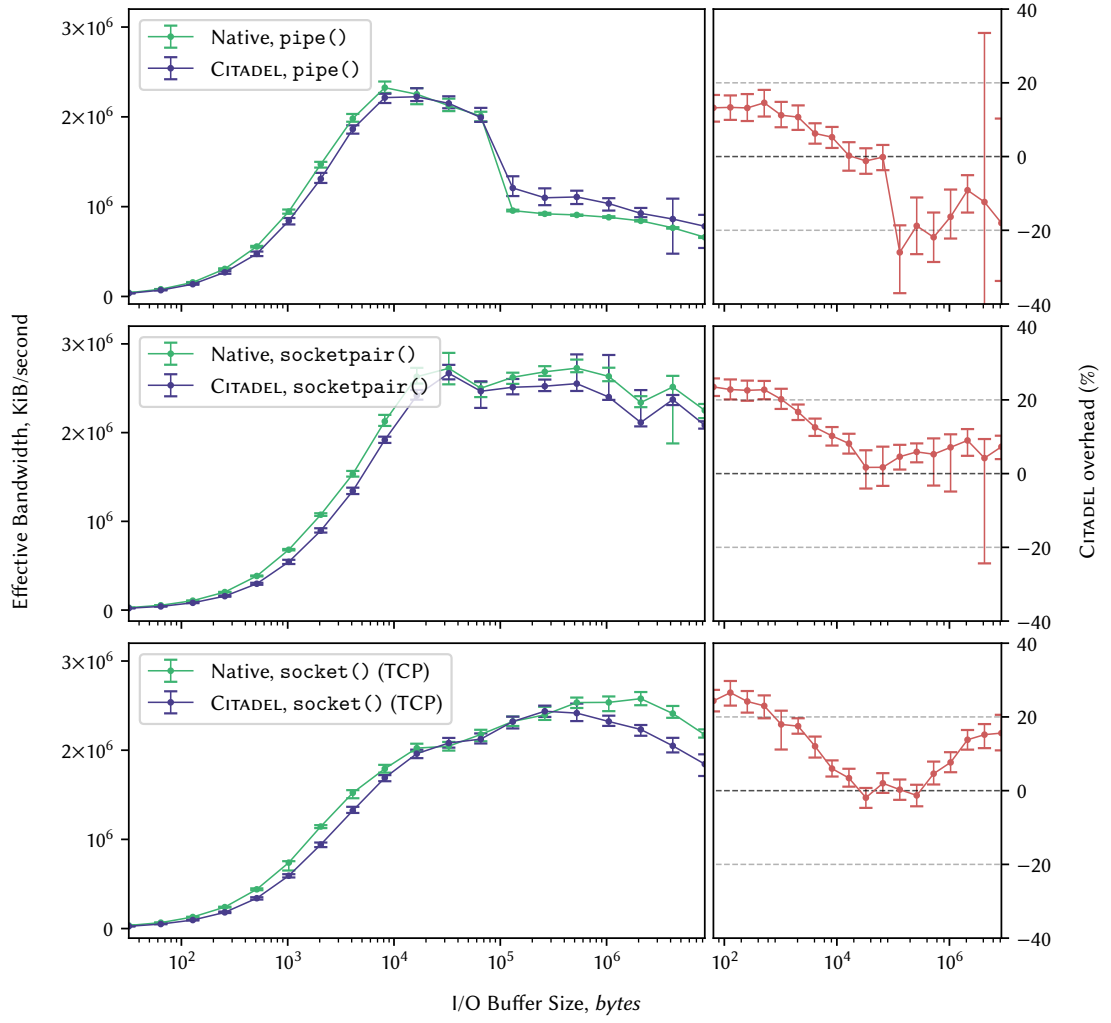 3×10⁶
2×10⁶
10⁶
0
Native, pipe()
CITADEL, pipe()
40
20
0
−20
−40
3×10⁶
2×10⁶
10⁶
0
Native, socketpair()
CITADEL, socketpair()
40
20
0
−20
−40
3×10⁶
2×10⁶
10⁶
0
Native, socket() (TCP)
CITADEL, socket() (TCP)
40
20
0
−20
−40
Effective Bandwidth, KiB/second
CITADEL overhead (%)
10² 10³ 10⁴ 10⁵ 10⁶
10² 10⁴ 10⁶
I/O Buffer Size, bytes